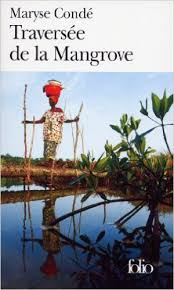 Maryse Condé
Traversée
de la Mangrove
folio